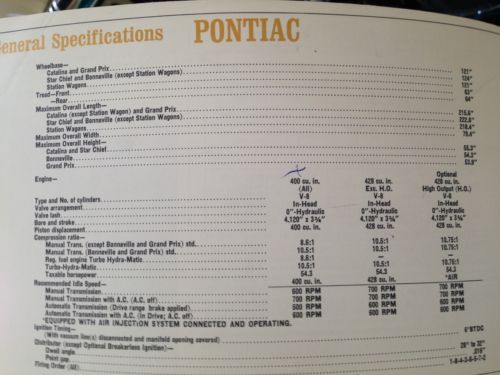 General Specifications PONTIAC
Wheelbase—
Catalina and Grand Prix 121"
Star Chief and Bonneville (except Station Wagons) 124"
Station Wagons 121"
Tread—Front 63"
—Rear 64"
Maximum Overall Length—
Catalina (except Station Wagon) and Grand Prix 215.6"
Star Chief and Bonneville (except Station Wagons) 222.6"
Station Wagons 218.4"
Maximum Overall Width 79.4"
Maximum Overall Height—
Catalina and Star Chief 55.3"
Bonneville 54.3"
Grand Prix 53.9"
Optional
Engine— 400 cu. in. 428 cu. in. 428 cu. in.
(All) Exc. H.O. High Output (H.O.)
Type and No. of cylinders V-8 V-8 V-8
Valve arrangement In-Head In-Head In-Head
Valve lash 0"-Hydraulic 0"-Hydraulic 0"-Hydraulic
Bore and stroke 4.120" x 3¾" 4.120" x 4.120" x
Piston displacement 400 cu. in. 428 cu. in. 428 cu. in.
Compression ratio—
Manual Trans. (except Bonneville and Grand Prix) std. 8.6:1 10.5:1 10.75:1
Manual Trans. (Bonneville and Grand Prix) std. 10.5:1 10.5:1 10.75:1
Reg. fuel engine Turbo Hydra-Matic 8.6:1 — —
Turbo-Hydra-Matic 10.5:1 10.5:1 10.75:1
Taxable horsepower 54.3 54.3 54.3
Recommended Idle Speed— 400 cu. in. 428 cu. in. *AIR
Manual Transmission 600 RPM 700 RPM 700 RPM
Manual Transmission with A.C. (A.C. off) RPM RPM RPM
Automatic Transmission (Drive range brake applied) RPM RPM RPM
Automatic Transmission with A.C. (In Drive; A.C. off) RPM RPM RPM
*EQUIPPED WITH AIR INJECTION SYSTEM CONNECTED AND OPERATING.
Ignition Timing—
(With vacuum line(s) disconnected and manifold opening covered) 6°BTDC
Distributor (except Optional Breakerless Ignition)—
Dwell angle 28° to 32°
Point gap .016"
Firing Order (All) 1-8-4-3-6-5-7-2